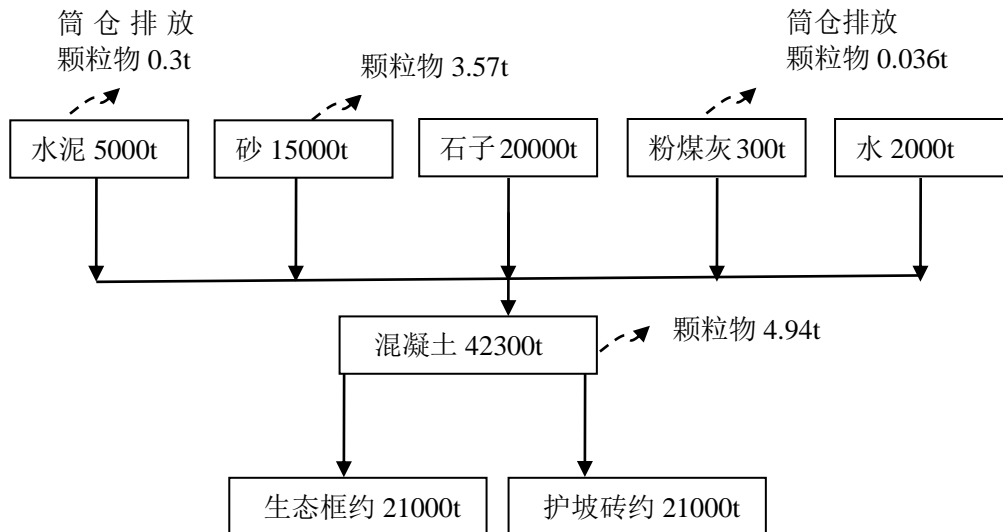 筒仓排放
颗粒物 0.3t
颗粒物 3.57t
筒仓排放
颗粒物 0.036t
水泥 5000t
砂 15000t
石子 20000t
粉煤灰 300t
水 2000t
混凝土 42300t
颗粒物 4.94t
生态框约 21000t
护坡砖约 21000t